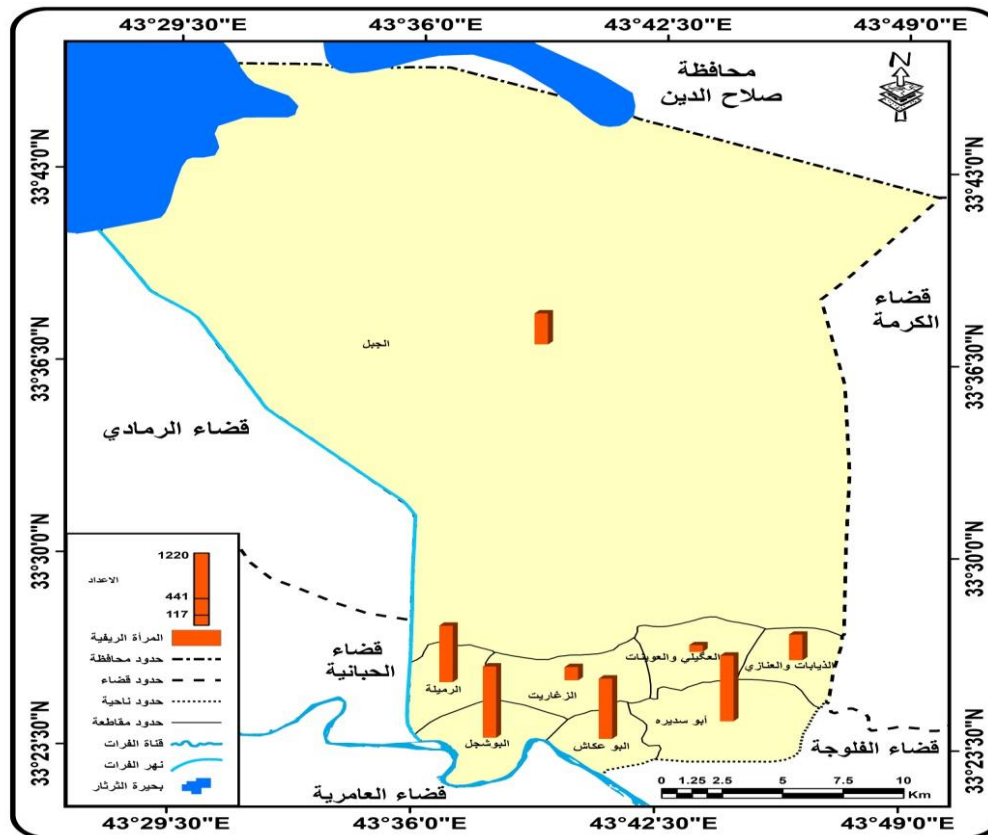 43°29'30"E 43°36'0"E 43°42'30"E 43°49'0"E
محافظة
صلاح الدين
N
33°43'0"N
33°43'0"N
قضاء
الكرمة
الجبل
33°36'30"N
33°36'30"N
قضاء الرمادي
33°30'0"N
33°30'0"N
1220
الاعداد
441
117
المرأة الريفية
حدود محافظة
حدود قضاء
حدود ناحية
حدود مقاطعة
قناة الفرات
نهر الفرات
بحيرة الثرثار
قضاء
الحبانية
العكيلي والعوينات
الذيابات والعنازي
الرميلة
الزغاريت
أبو سديره
البوشجل
البو عكاش
قضاء الفلوجة
33°23'30"N
33°23'30"N
قضاء العامرية
0 1.25 2.5 5 7.5 10
Km
43°29'30"E 43°36'0"E 43°42'30"E 43°49'0"E